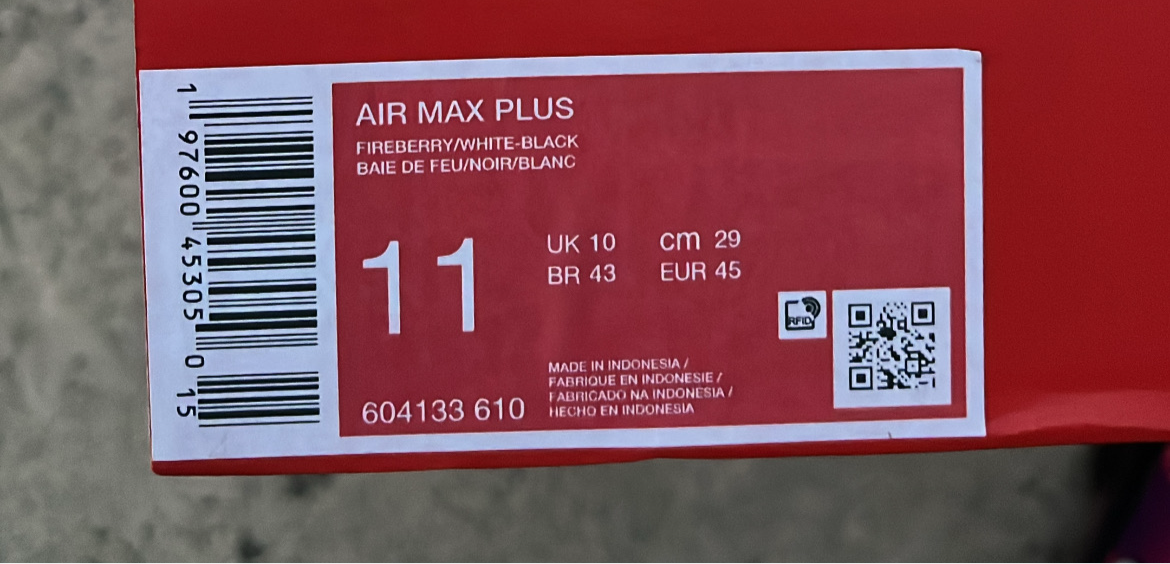 1 97600 45305 0 15
AIR MAX PLUS
FIREBERRY/WHITE-BLACK
BAIE DE FEU/NOIR/BLANC
11
UK 10 cm 29
BR 43 EUR 45
RFID
MADE IN INDONESIA /
FABRIQUE EN INDONESIE /
FABRICADO NA INDONESIA /
HECHO EN INDONESIA
604133 610